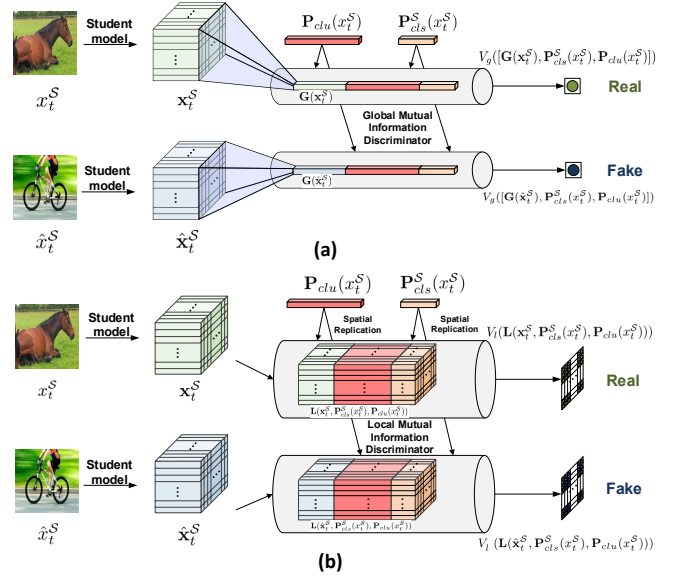 Student model
x_t^S
𝐱_t^S
P_clu(x_t^S)
P_cls^S(x_t^S)
G(𝐱_t^S)
V_g([G(𝐱_t^S), P_cls^S(x_t^S), P_clu(x_t^S)])
Real
Global Mutual Information Discriminator
Student model
x̂_t^S
𝐱̂_t^S
G(𝐱̂_t^S)
Fake
V_g([G(𝐱̂_t^S), P_cls^S(x_t^S), P_clu(x_t^S)])
(a)
P_clu(x_t^S)
P_cls^S(x_t^S)
Spatial Replication
Spatial Replication
Student model
x_t^S
𝐱_t^S
L(𝐱_t^S, P_cls^S(x_t^S), P_clu(x_t^S))
V_l(L(𝐱_t^S, P_cls^S(x_t^S), P_clu(x_t^S)))
Real
Local Mutual Information Discriminator
Student model
x̂_t^S
𝐱̂_t^S
L(𝐱̂_t^S, P_cls^S(x_t^S), P_clu(x_t^S))
Fake
V_l (L(𝐱̂_t^S, P_cls^S(x_t^S), P_clu(x_t^S)))
(b)